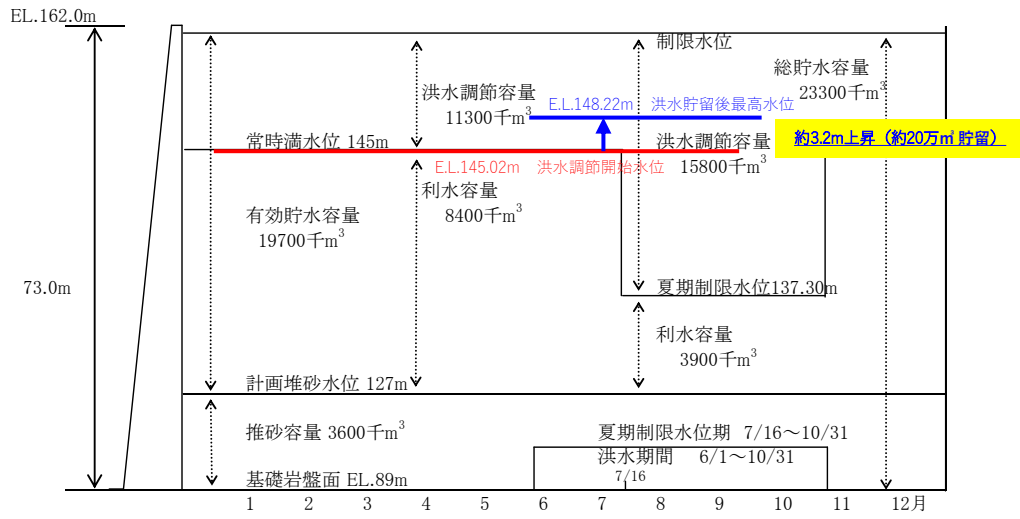 EL.162.0m
制限水位
総貯水容量
23300千m³
洪水調節容量
11300千m³
E.L.148.22m 洪水貯留後最高水位
約3.2m上昇（約20万㎥貯留）
常時満水位 145m
洪水調節容量
15800千m³
E.L.145.02m 洪水調節開始水位
利水容量
8400千m³
有効貯水容量
19700千m³
73.0m
夏期制限水位137.30m
利水容量
3900千m³
計画堆砂水位 127m
推砂容量 3600千m³
夏期制限水位期 7/16～10/31
洪水期間 6/1～10/31
7/16
基礎岩盤面 EL.89m
1 2 3 4 5 6 7 8 9 10 11 12月